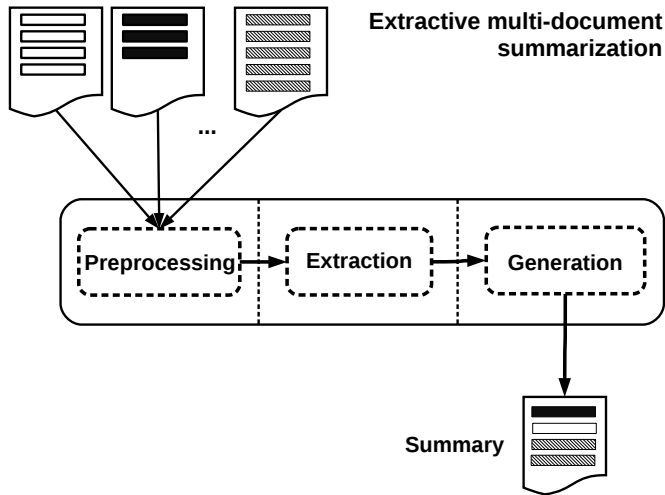 Extractive multi-document
summarization
...
Preprocessing
Extraction
Generation
Summary